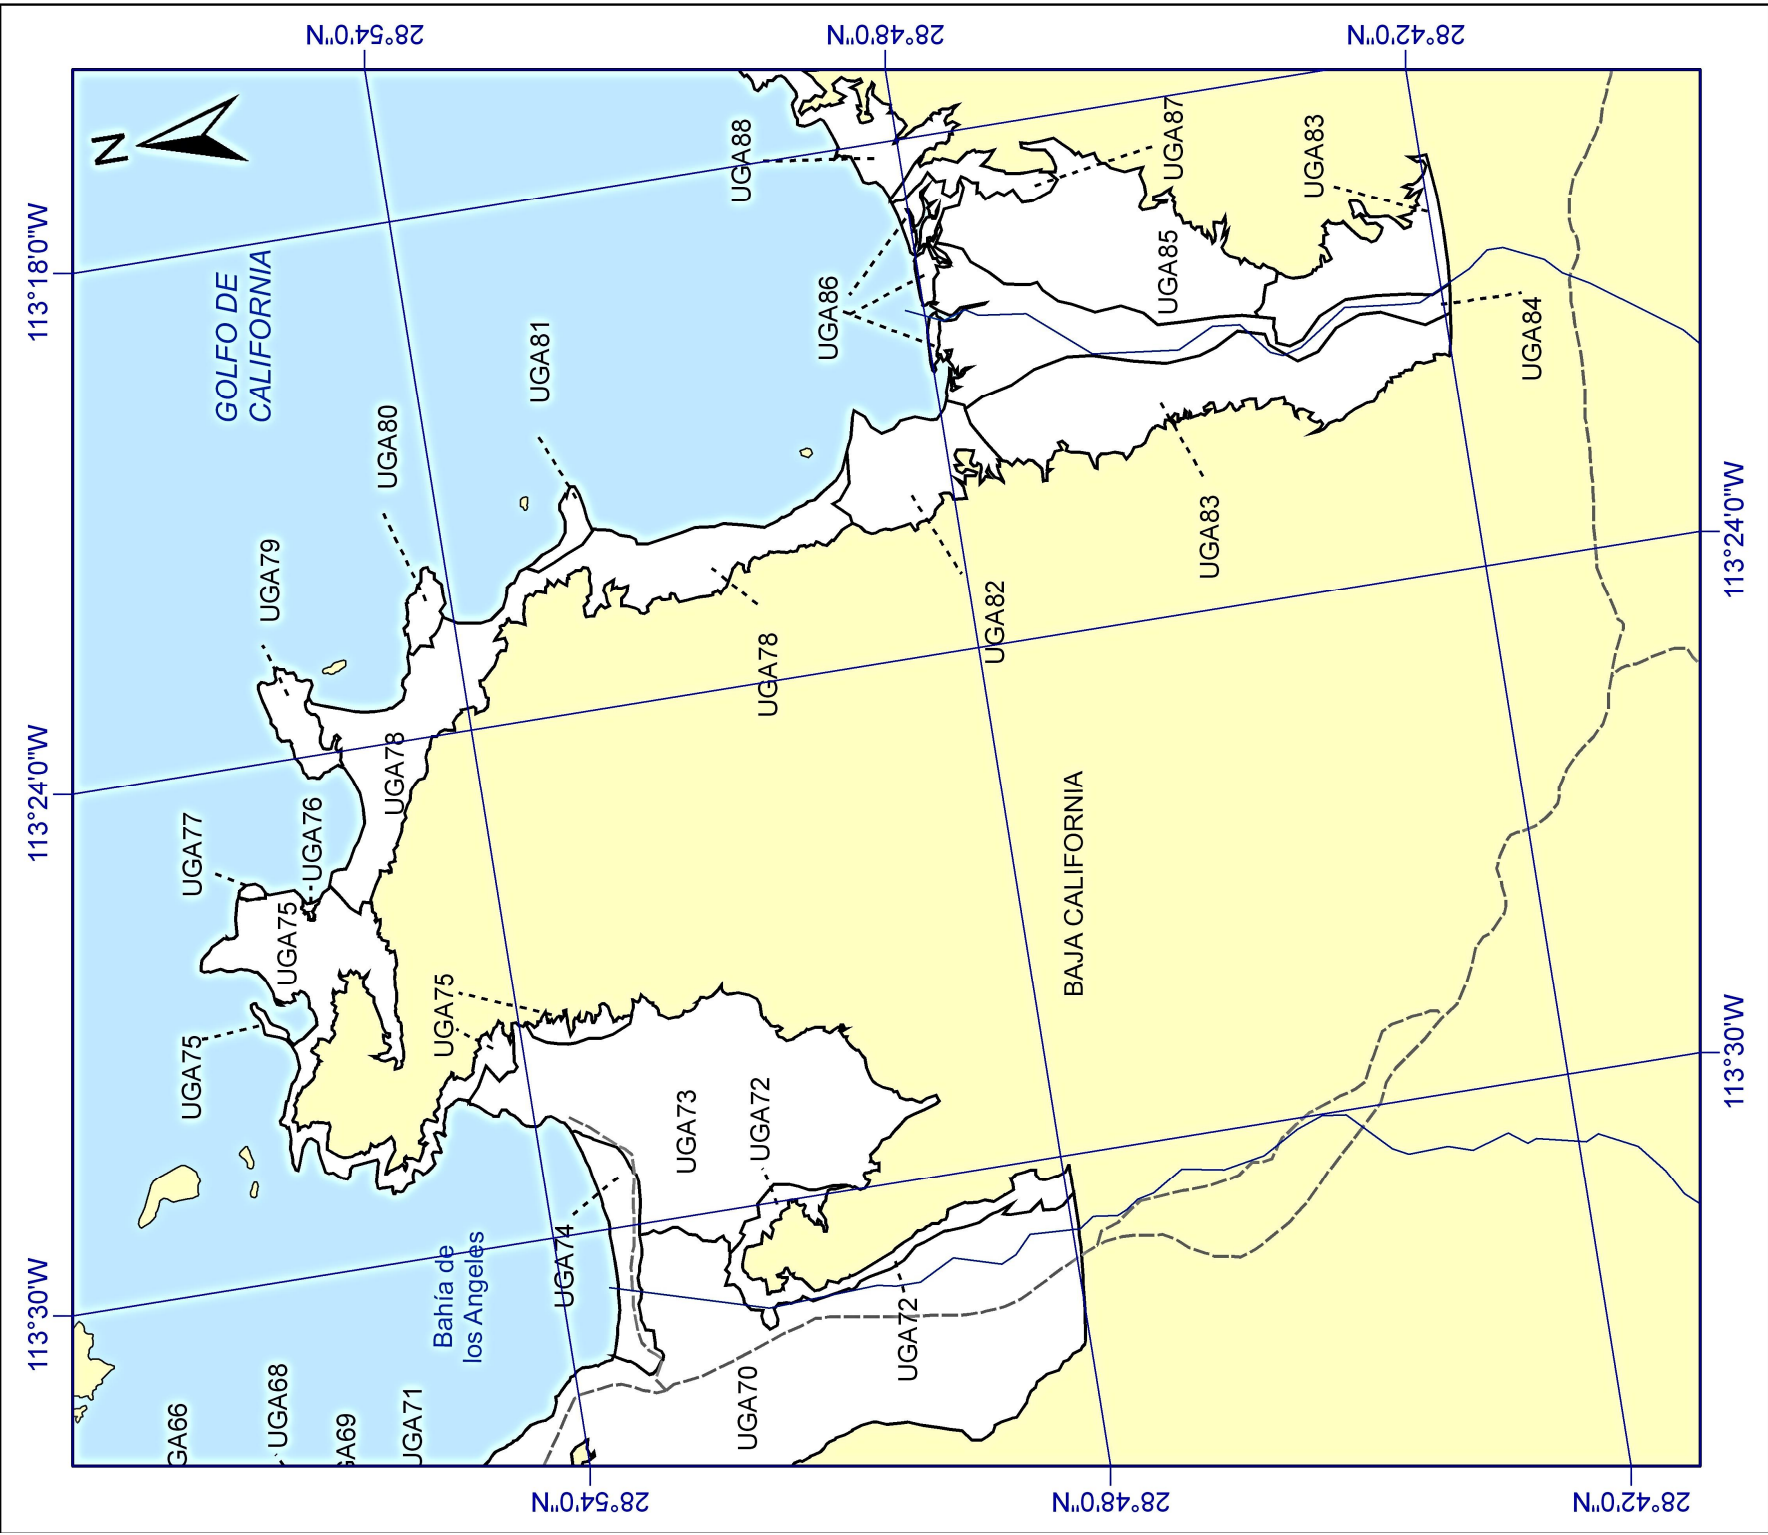 28°54'0"N
28°48'0"N
28°42'0"N
N
113°18'0"W
113°24'0"W
113°30'W
GOLFO DE
CALIFORNIA
UGA88
UGA87
UGA83
UGA85
UGA86
UGA84
UGA81
UGA80
UGA79
UGA83
UGA82
UGA78
UGA78
UGA77
UGA76
UGA75
UGA75
UGA75
BAJA CALIFORNIA
UGA73
UGA72
UGA74
Bahía de
los Angeles
UGA72
UGA70
GA66
UGA68
GA69
UGA71
113°24'0"W
113°30'W
28°54'0"N
28°48'0"N
28°42'0"N